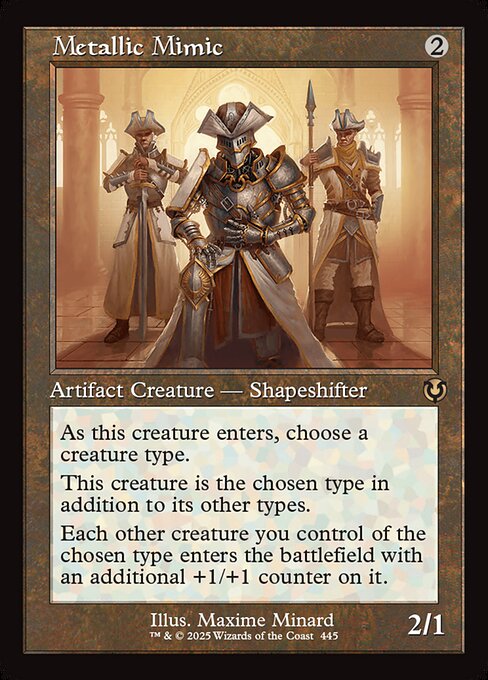 Metallic Mimic 2
Artifact Creature — Shapeshifter
As this creature enters, choose a
creature type.
This creature is the chosen type in
addition to its other types.
Each other creature you control of the
chosen type enters the battlefield with
an additional +1/+1 counter on it.
Illus. Maxime Minard
™ & © 2025 Wizards of the Coast 445
2/1